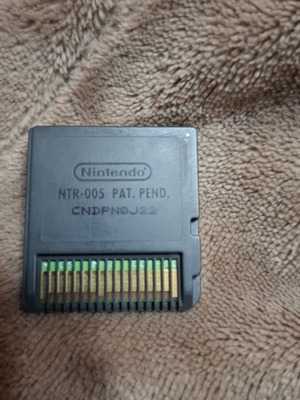 Nintendo
NTR-005 PAT. PEND.
CNDPN0J22